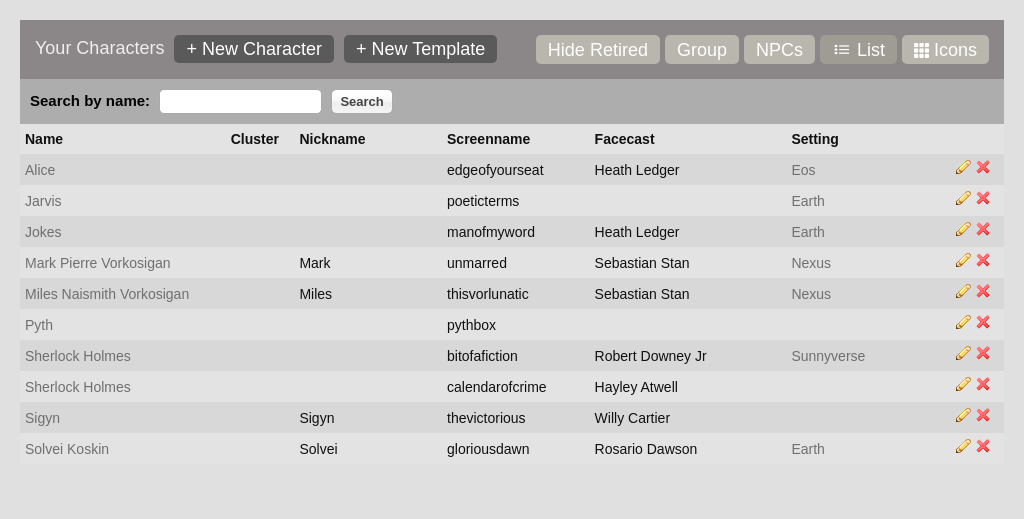 Your Characters + New Character + New Template Hide Retired Group NPCs List Icons
Search by name: Search
Name Cluster Nickname Screenname Facecast Setting
Alice edgeofyourseat Heath Ledger Eos
Jarvis poeticterms Earth
Jokes manofmyword Heath Ledger Earth
Mark Pierre Vorkosigan Mark unmarred Sebastian Stan Nexus
Miles Naismith Vorkosigan Miles thisvorlunatic Sebastian Stan Nexus
Pyth pythbox
Sherlock Holmes bitofafiction Robert Downey Jr Sunnyverse
Sherlock Holmes calendarofcrime Hayley Atwell
Sigyn Sigyn thevictorious Willy Cartier
Solvei Koskin Solvei gloriousdawn Rosario Dawson Earth